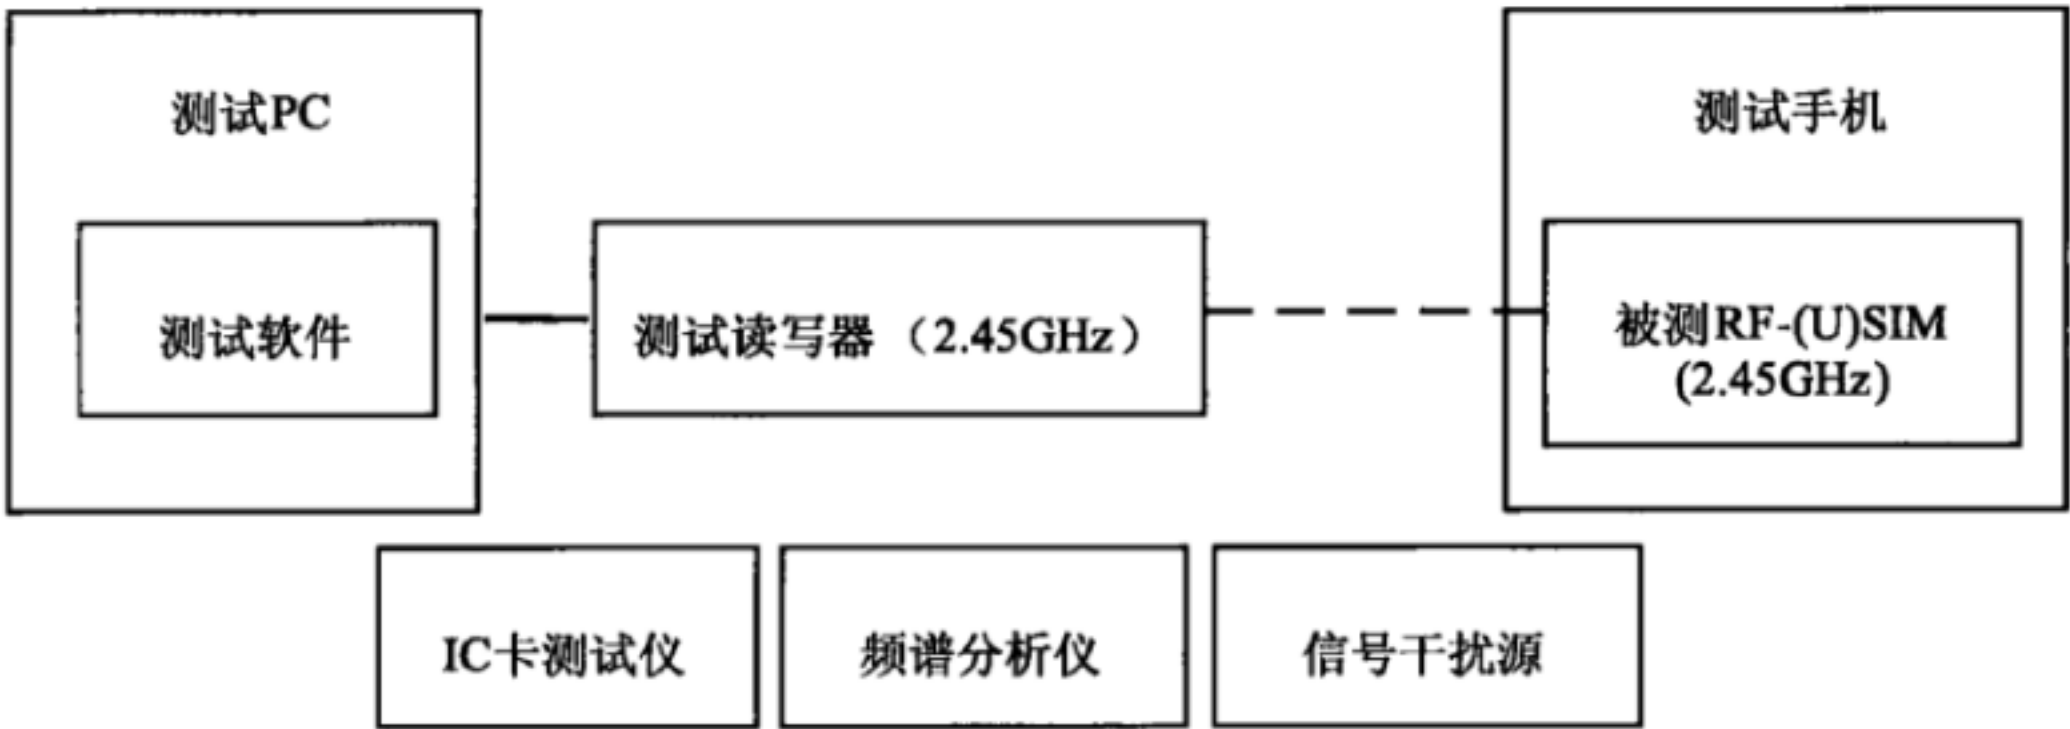 测试PC
测试手机
测试软件
测试读写器（2.45GHz）
被测RF-(U)SIM
(2.45GHz)
IC卡测试仪
频谱分析仪
信号干扰源